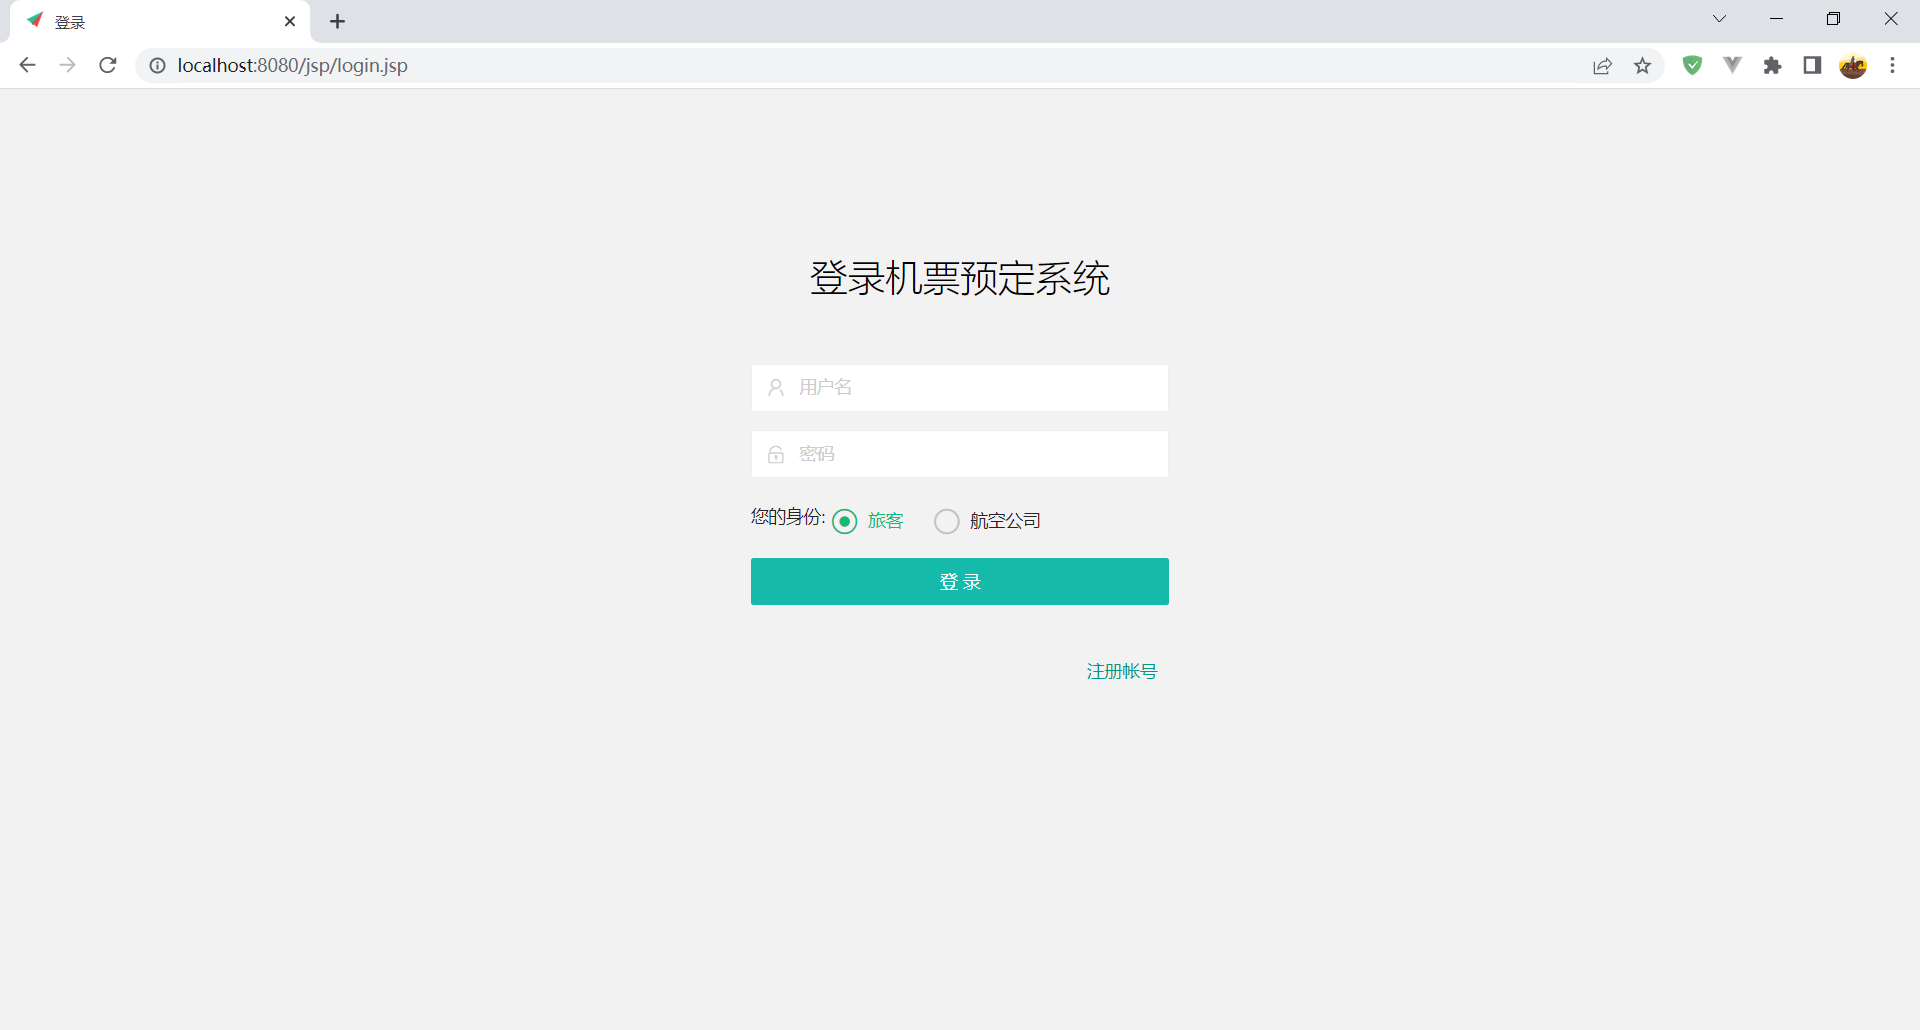 登录
localhost:8080/jsp/login.jsp
登录机票预定系统
用户名
密码
您的身份: 旅客 航空公司
登 录
注册帐号